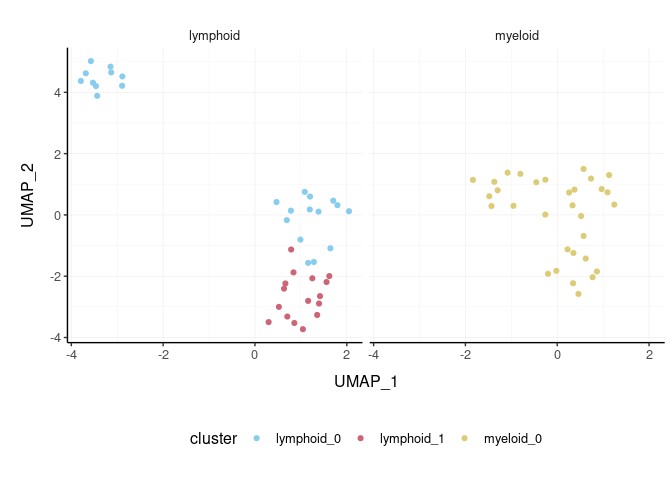 lymphoid myeloid
4
2
0
-2
-4
UMAP_2
-4 -2 0 2 -4 -2 0 2
UMAP_1
cluster lymphoid_0 lymphoid_1 myeloid_0